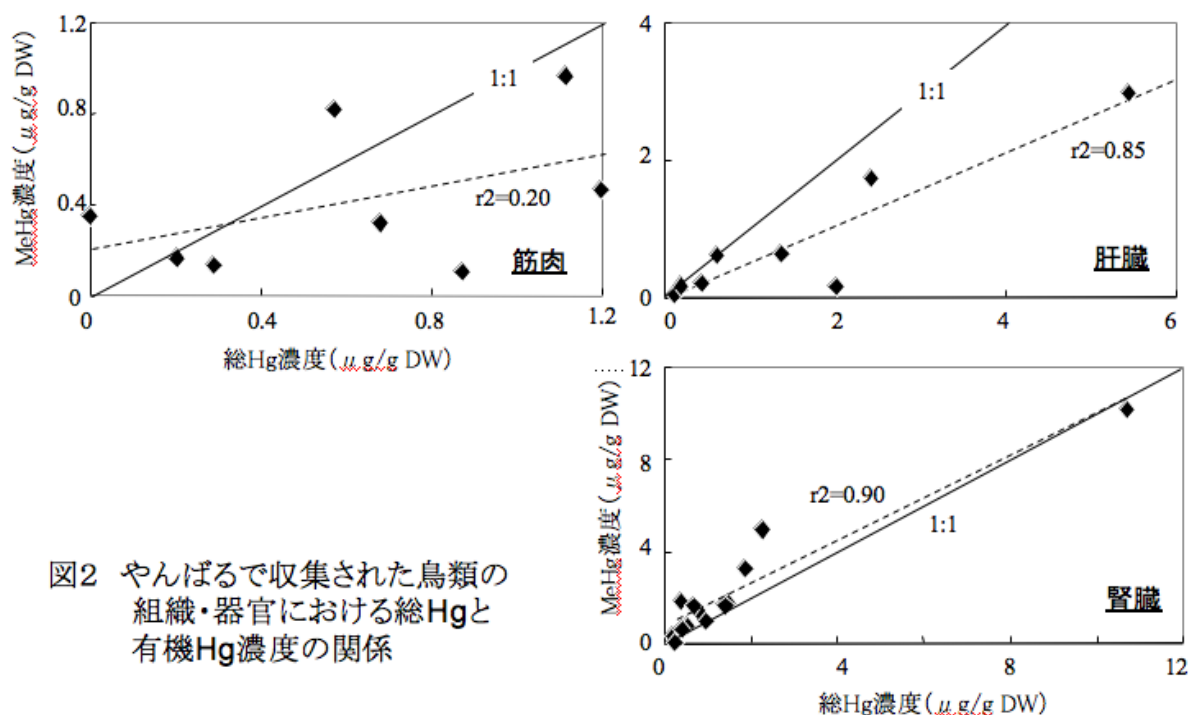 1.2
0.8
0.4
0
0
0.4
0.8
1.2
MeHg濃度(μg/g DW)
総Hg濃度(μg/g DW)
1:1
r2=0.20
筋肉
4
2
0
0
2
4
6
1:1
r2=0.85
肝臓
12
8
4
0
0
4
8
12
MeHg濃度(μg/g DW)
総Hg濃度(μg/g DW)
r2=0.90
1:1
腎臓
図2 やんばるで収集された鳥類の
組織・器官における総Hgと
有機Hg濃度の関係